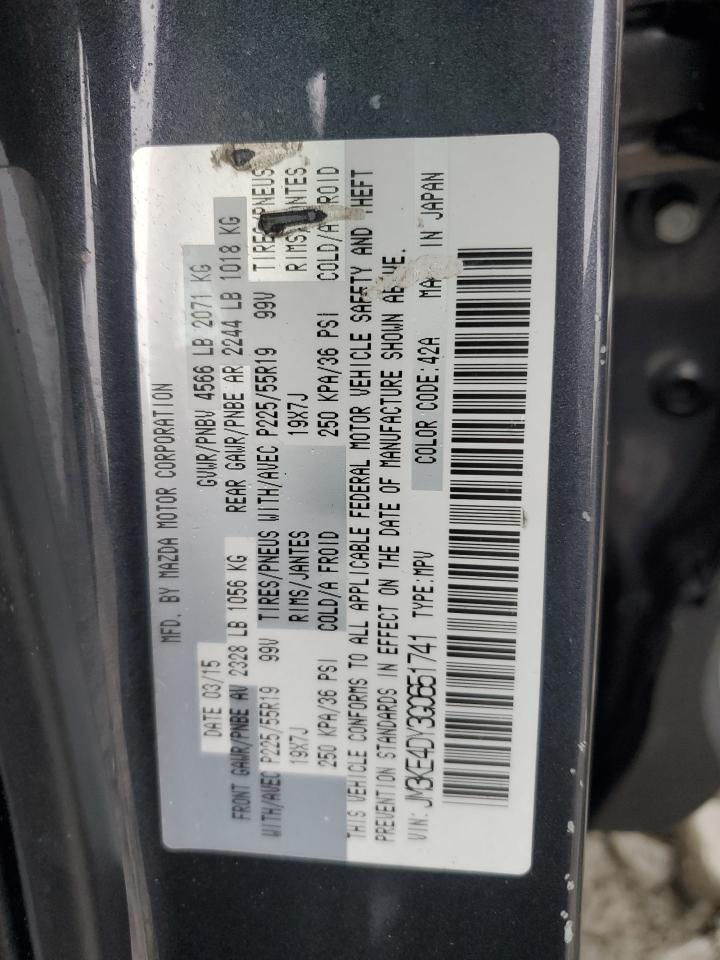 MFD. BY MAZDA MOTOR CORPORATION
DATE 03/15 GVWR/PNBV 4566 LB 2071 KG
FRONT GAWR/PNBE AV 2328 LB 1056 KG REAR GAWR/PNBE AR 2244 LB 1018 KG
WITH/AVEC P225/55R19 99V TIRES/PNEUS WITH/AVEC P225/55R19 99V TIRES/PNEUS
19X7J RIMS/JANTES 19X7J RIMS/JANTES
250 KPA/36 PSI COLD/A FROID 250 KPA/36 PSI COLD/A FROID
THIS VEHICLE CONFORMS TO ALL APPLICABLE FEDERAL MOTOR VEHICLE SAFETY AND THEFT
PREVENTION STANDARDS IN EFFECT ON THE DATE OF MANUFACTURE SHOWN ABOVE.
VIN: JM3KE4DY3G0651741 TYPE:MPV COLOR CODE:42A MADE IN JAPAN